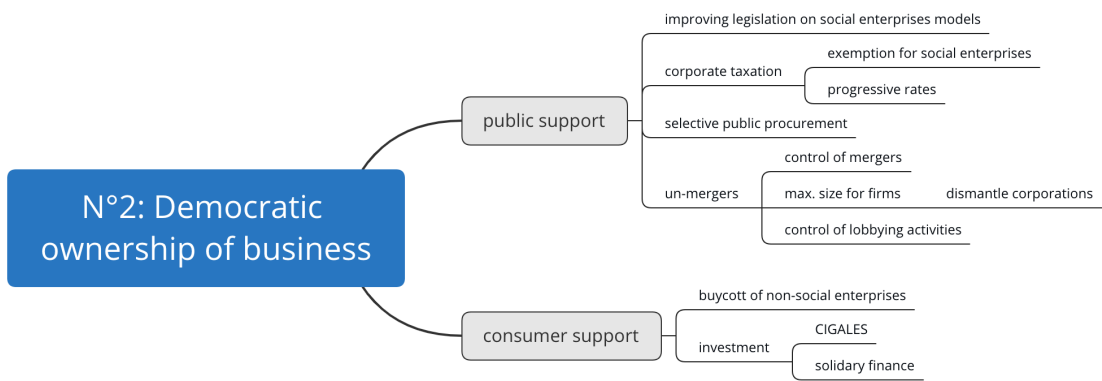 N°2: Democratic
ownership of business
public support
improving legislation on social enterprises models
corporate taxation
exemption for social enterprises
progressive rates
selective public procurement
un-mergers
control of mergers
max. size for firms
dismantle corporations
control of lobbying activities
consumer support
buycott of non-social enterprises
investment
CIGALES
solidary finance